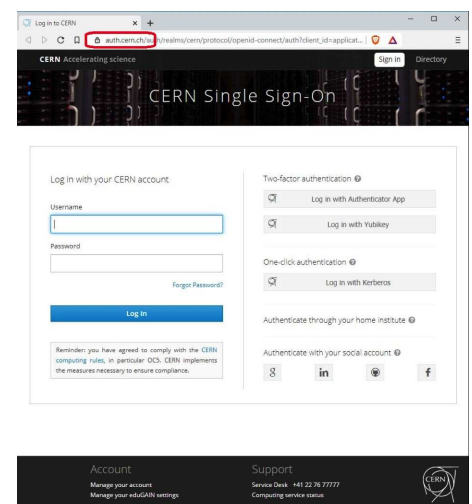 Log in to CERN
auth.cern.ch/auth/realms/cern/protocol/openid-connect/auth?client_id=applicat...
CERN Accelerating science
Sign in
Directory
CERN Single Sign-On
Log in with your CERN account
Username
Password
Forgot Password?
Log In
Reminder: you have agreed to comply with the CERN
computing rules, in particular OC5. CERN implements
the measures necessary to ensure compliance.
Two-factor authentication
Log in with Authenticator App
Log in with Yubikey
One-click authentication
Log in with Kerberos
Authenticate through your home institute
Authenticate with your social account
Account
Manage your account
Manage your eduGAIN settings
Support
Service Desk +41 22 76 77777
Computing service status
CERN